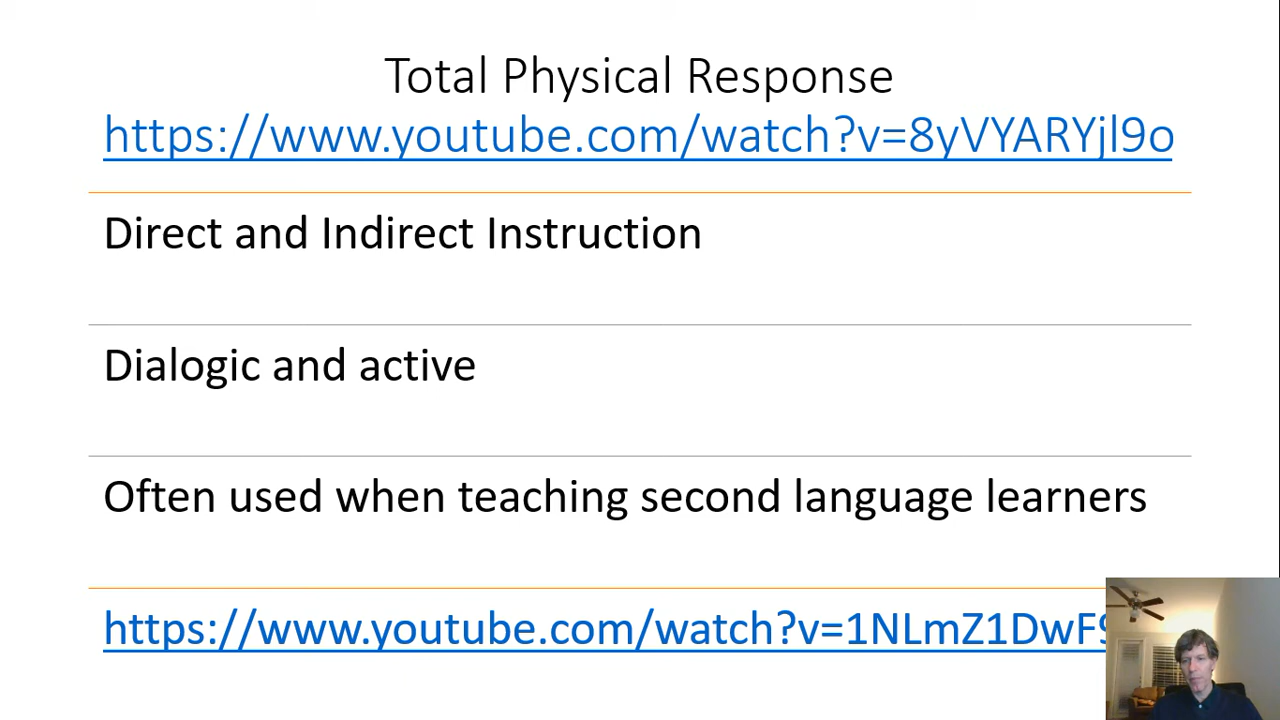 Total Physical Response
https://www.youtube.com/watch?v=8yVYARYjl9o
Direct and Indirect Instruction
Dialogic and active
Often used when teaching second language learners
https://www.youtube.com/watch?v=1NLmZ1DwF9